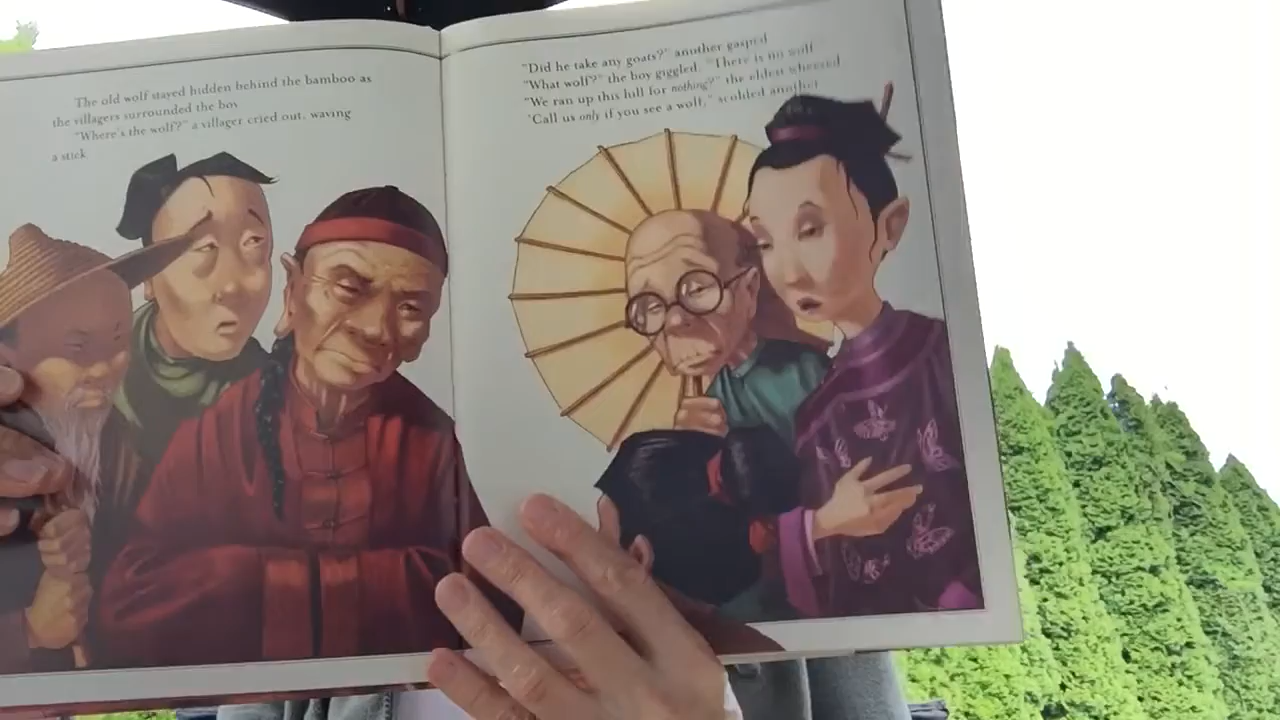 The old wolf stayed hidden behind the bamboo as
the villagers surrounded the boy
"Where's the wolf?" a villager cried out, waving
a stick
"Did he take any goats?" another gasped
"What wolf?" the boy giggled. "There is no wolf
"We ran up this hill for nothing?" the eldest wheezed
"Call us only if you see a wolf," scolded another